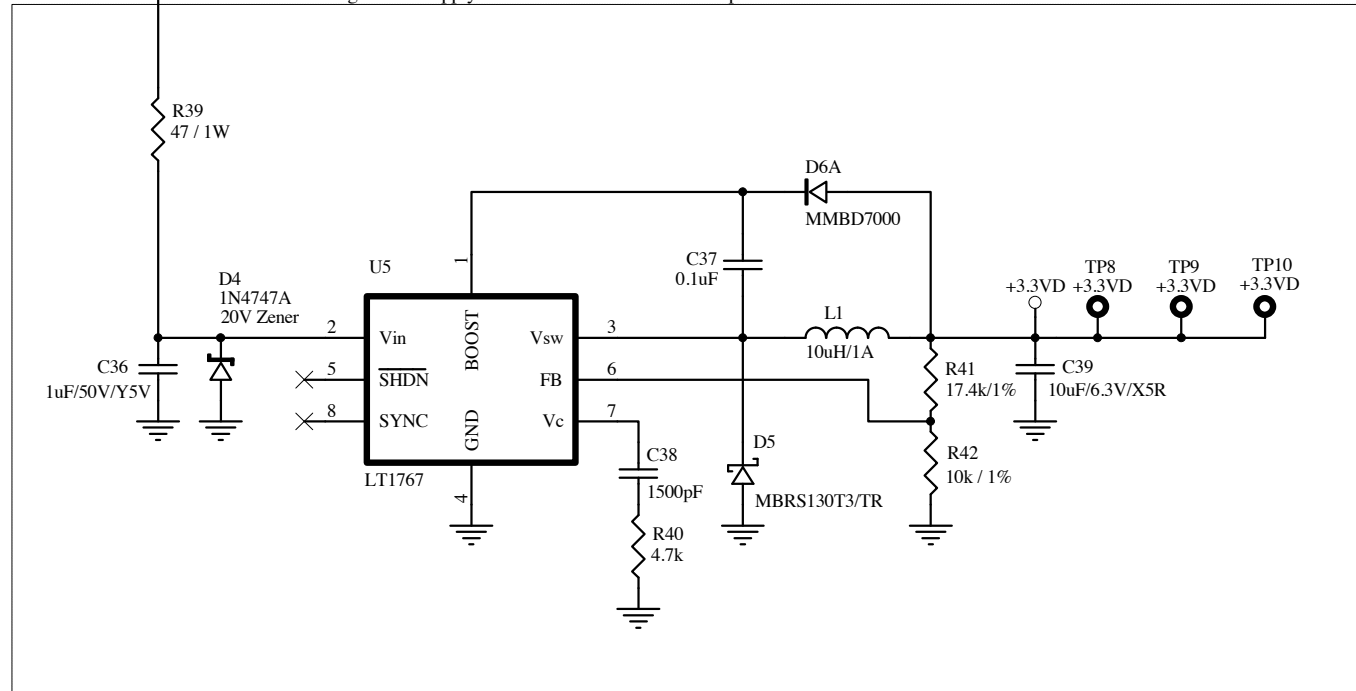 R39
47 / 1W
D6A
MMBD7000
C37
0.1uF
U5
1
D4
1N4747A
20V Zener
2
Vin
BOOST
Vsw
3
L1
10uH/1A
+3.3VD
TP8
+3.3VD
TP9
+3.3VD
TP10
+3.3VD
C36
1uF/50V/Y5V
5
SHDN
FB
6
R41
17.4k/1%
C39
10uF/6.3V/X5R
8
SYNC
GND
Vc
7
LT1767
4
C38
1500pF
D5
MBRS130T3/TR
R42
10k / 1%
R40
4.7k